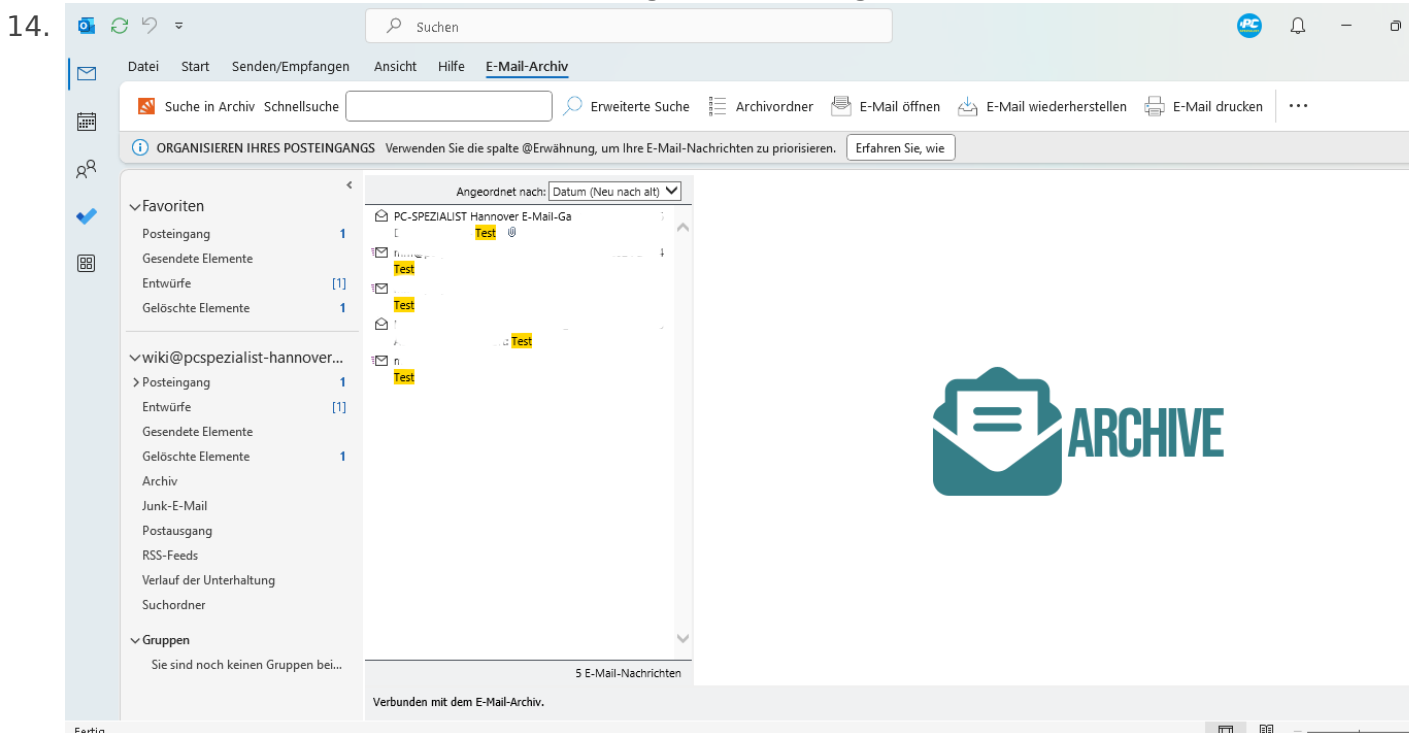 14.
Suchen
Datei Start Senden/Empfangen Ansicht Hilfe E-Mail-Archiv
Suche in Archiv Schnellsuche Erweiterte Suche Archivordner E-Mail öffnen E-Mail wiederherstellen E-Mail drucken ...
ORGANISIEREN IHRES POSTEINGANGS Verwenden Sie die spalte @Erwähnung, um Ihre E-Mail-Nachrichten zu priorisieren. Erfahren Sie, wie
Favoriten
Posteingang 1
Gesendete Elemente
Entwürfe [1]
Gelöschte Elemente 1
wiki@pcspezialist-hannover...
Posteingang 1
Entwürfe [1]
Gesendete Elemente
Gelöschte Elemente 1
Archiv
Junk-E-Mail
Postausgang
RSS-Feeds
Verlauf der Unterhaltung
Suchordner
Gruppen
Sie sind noch keinen Gruppen bei...
Angeordnet nach: Datum (Neu nach alt)
PC-SPEZIALIST Hannover E-Mail-Ga
Test
Test
Test
Test
Test
5 E-Mail-Nachrichten
Verbunden mit dem E-Mail-Archiv.
ARCHIVE
Fertig